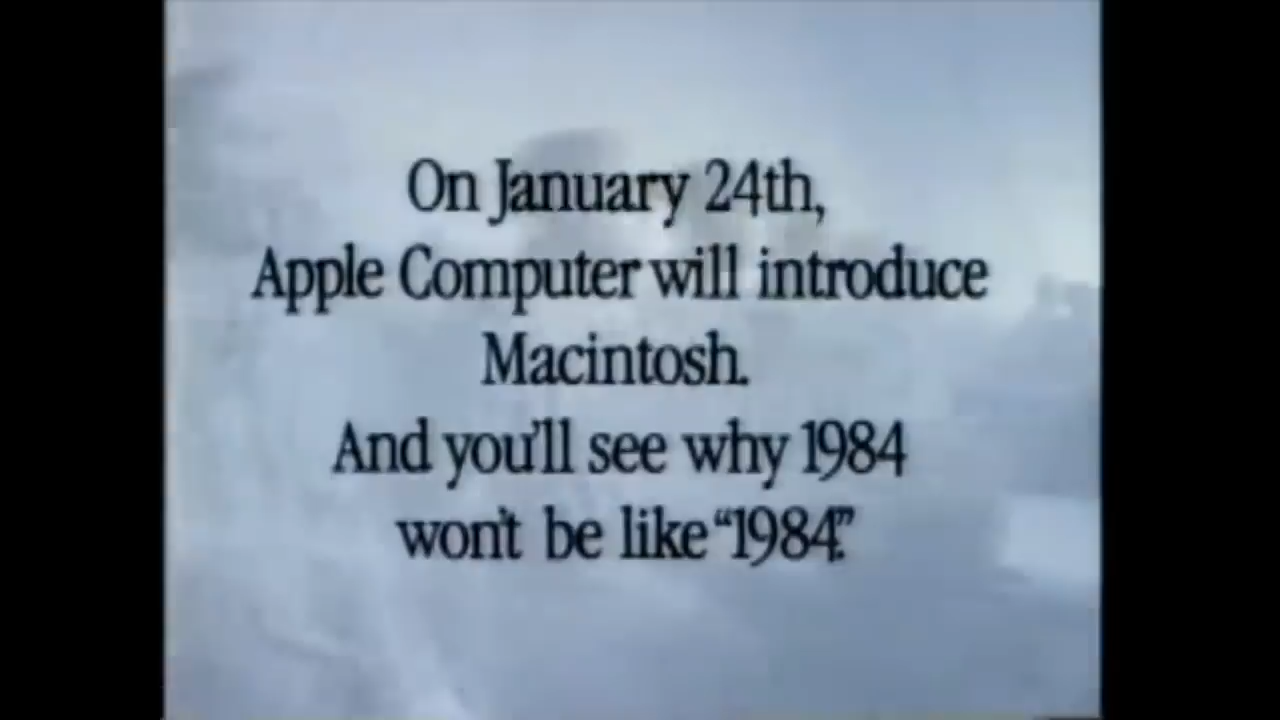 On January 24th,
Apple Computer will introduce
Macintosh.
And you'll see why 1984
won't be like “1984.”